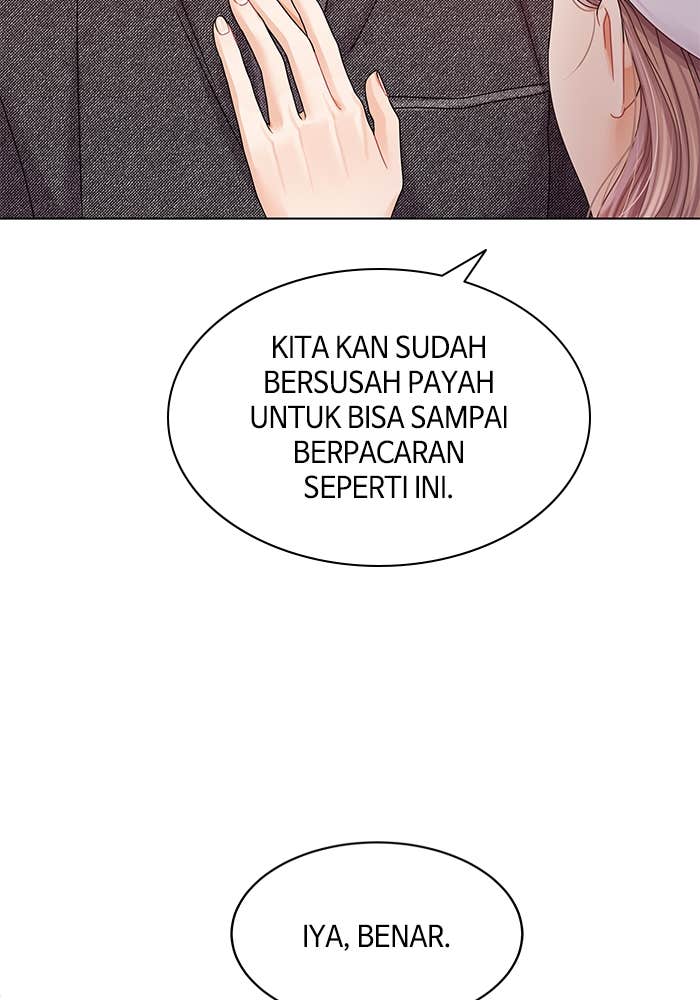 KITA KAN SUDAH
BERSUSAH PAYAH
UNTUK BISA SAMPAI
BERPACARAN
SEPERTI INI.
IYA, BENAR.